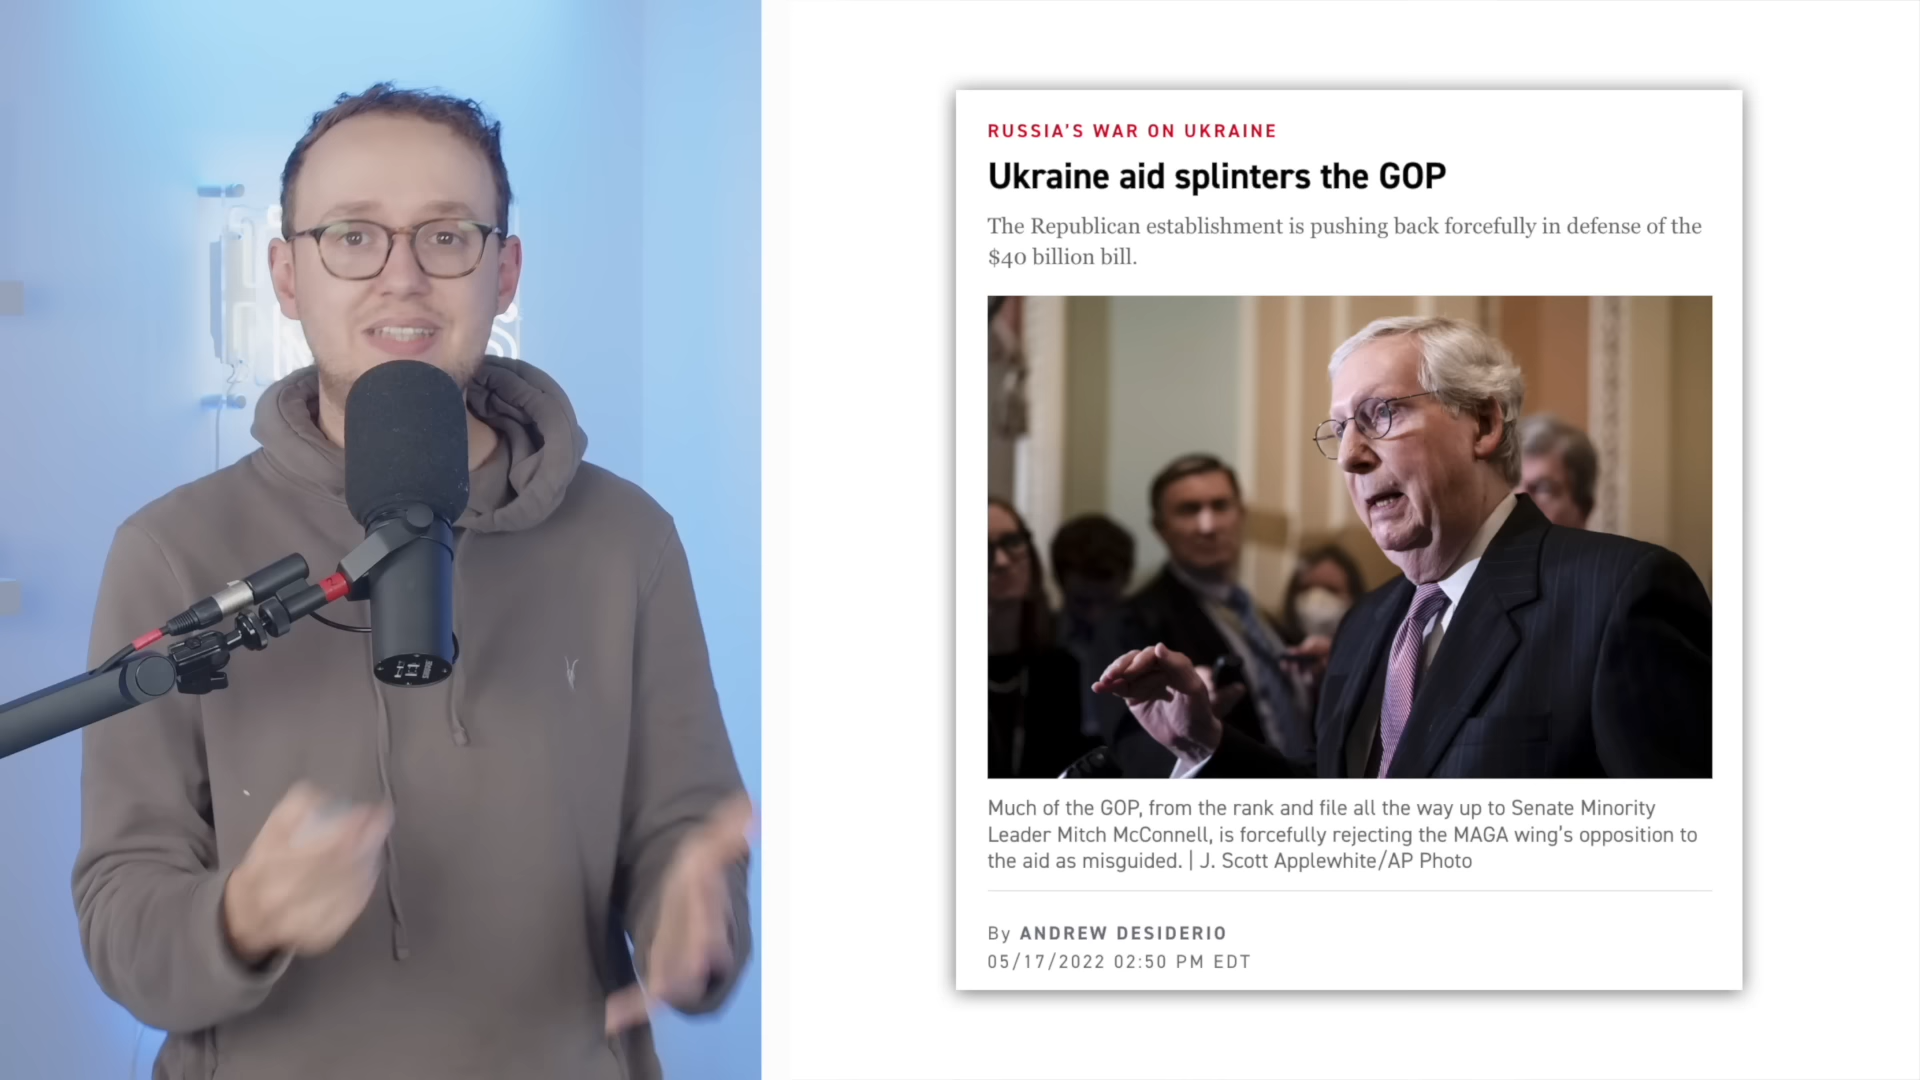 RUSSIA'S WAR ON UKRAINE
Ukraine aid splinters the GOP
The Republican establishment is pushing back forcefully in defense of the
$40 billion bill.
Much of the GOP, from the rank and file all the way up to Senate Minority
Leader Mitch McConnell, is forcefully rejecting the MAGA wing's opposition to
the aid as misguided. | J. Scott Applewhite/AP Photo
By ANDREW DESIDERIO
05/17/2022 02:50 PM EDT